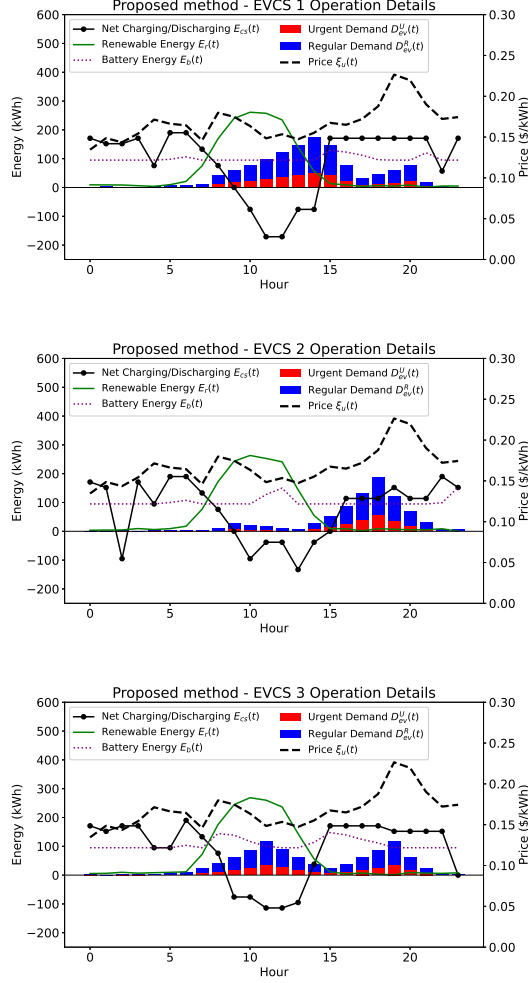 Proposed method - EVCS 1 Operation Details
Net Charging/Discharging E_cs(t)
Renewable Energy E_r(t)
Battery Energy E_b(t)
Urgent Demand D_ev^U(t)
Regular Demand D_ev^R(t)
Price ξ_u(t)
Energy (kWh)
600
500
400
300
200
100
0
−100
−200
0.30
0.25
0.20
0.15
0.10
0.05
0.00
Price ($/kWh)
0 5 10 15 20
Hour
Proposed method - EVCS 2 Operation Details
Net Charging/Discharging E_cs(t)
Renewable Energy E_r(t)
Battery Energy E_b(t)
Urgent Demand D_ev^U(t)
Regular Demand D_ev^R(t)
Price ξ_u(t)
Energy (kWh)
600
500
400
300
200
100
0
−100
−200
0.30
0.25
0.20
0.15
0.10
0.05
0.00
Price ($/kWh)
0 5 10 15 20
Hour
Proposed method - EVCS 3 Operation Details
Net Charging/Discharging E_cs(t)
Renewable Energy E_r(t)
Battery Energy E_b(t)
Urgent Demand D_ev^U(t)
Regular Demand D_ev^R(t)
Price ξ_u(t)
Energy (kWh)
600
500
400
300
200
100
0
−100
−200
0.30
0.25
0.20
0.15
0.10
0.05
0.00
Price ($/kWh)
0 5 10 15 20
Hour